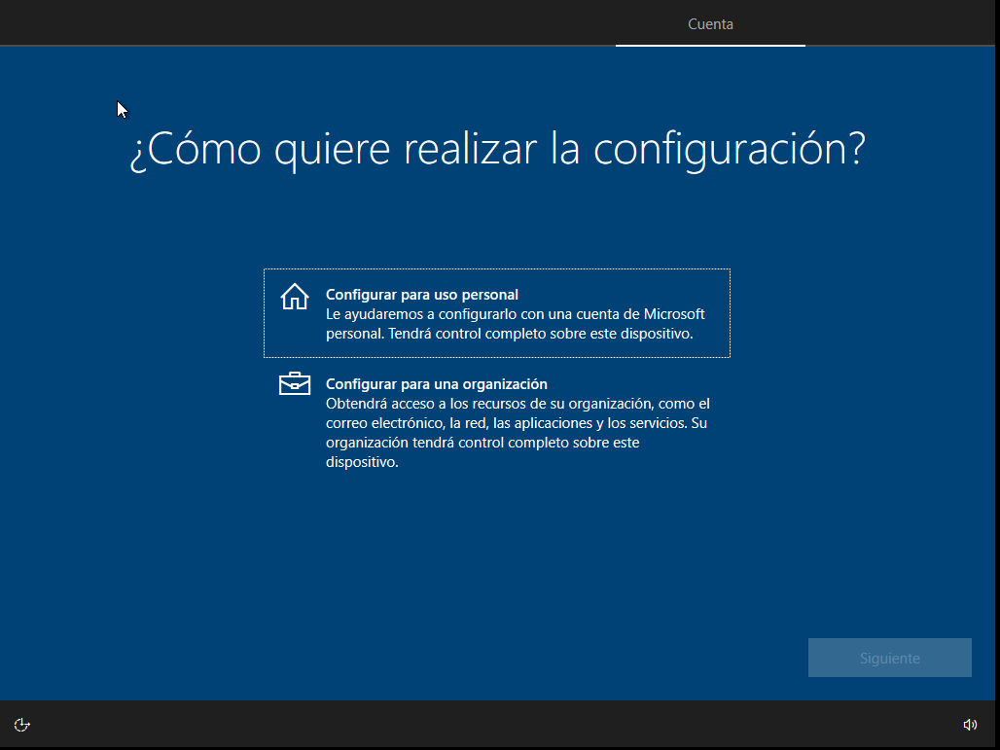 Cuenta
¿Cómo quiere realizar la configuración?
Configurar para uso personal
Le ayudaremos a configurarlo con una cuenta de Microsoft
personal. Tendrá control completo sobre este dispositivo.
Configurar para una organización
Obtendrá acceso a los recursos de su organización, como el
correo electrónico, la red, las aplicaciones y los servicios. Su
organización tendrá control completo sobre este
dispositivo.
Siguiente